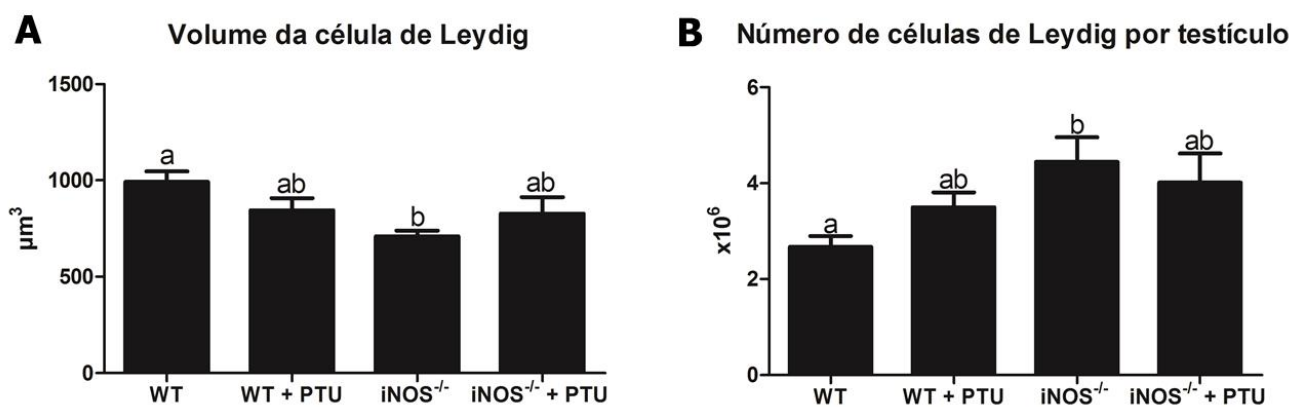 A Volume da célula de Leydig
1500
1000
500
0
µm³
a
ab
b
ab
WT
WT + PTU
iNOS⁻/⁻
iNOS⁻/⁻ + PTU
B Número de células de Leydig por testículo
6
4
2
0
x10⁶
a
ab
b
ab
WT
WT + PTU
iNOS⁻/⁻
iNOS⁻/⁻ + PTU